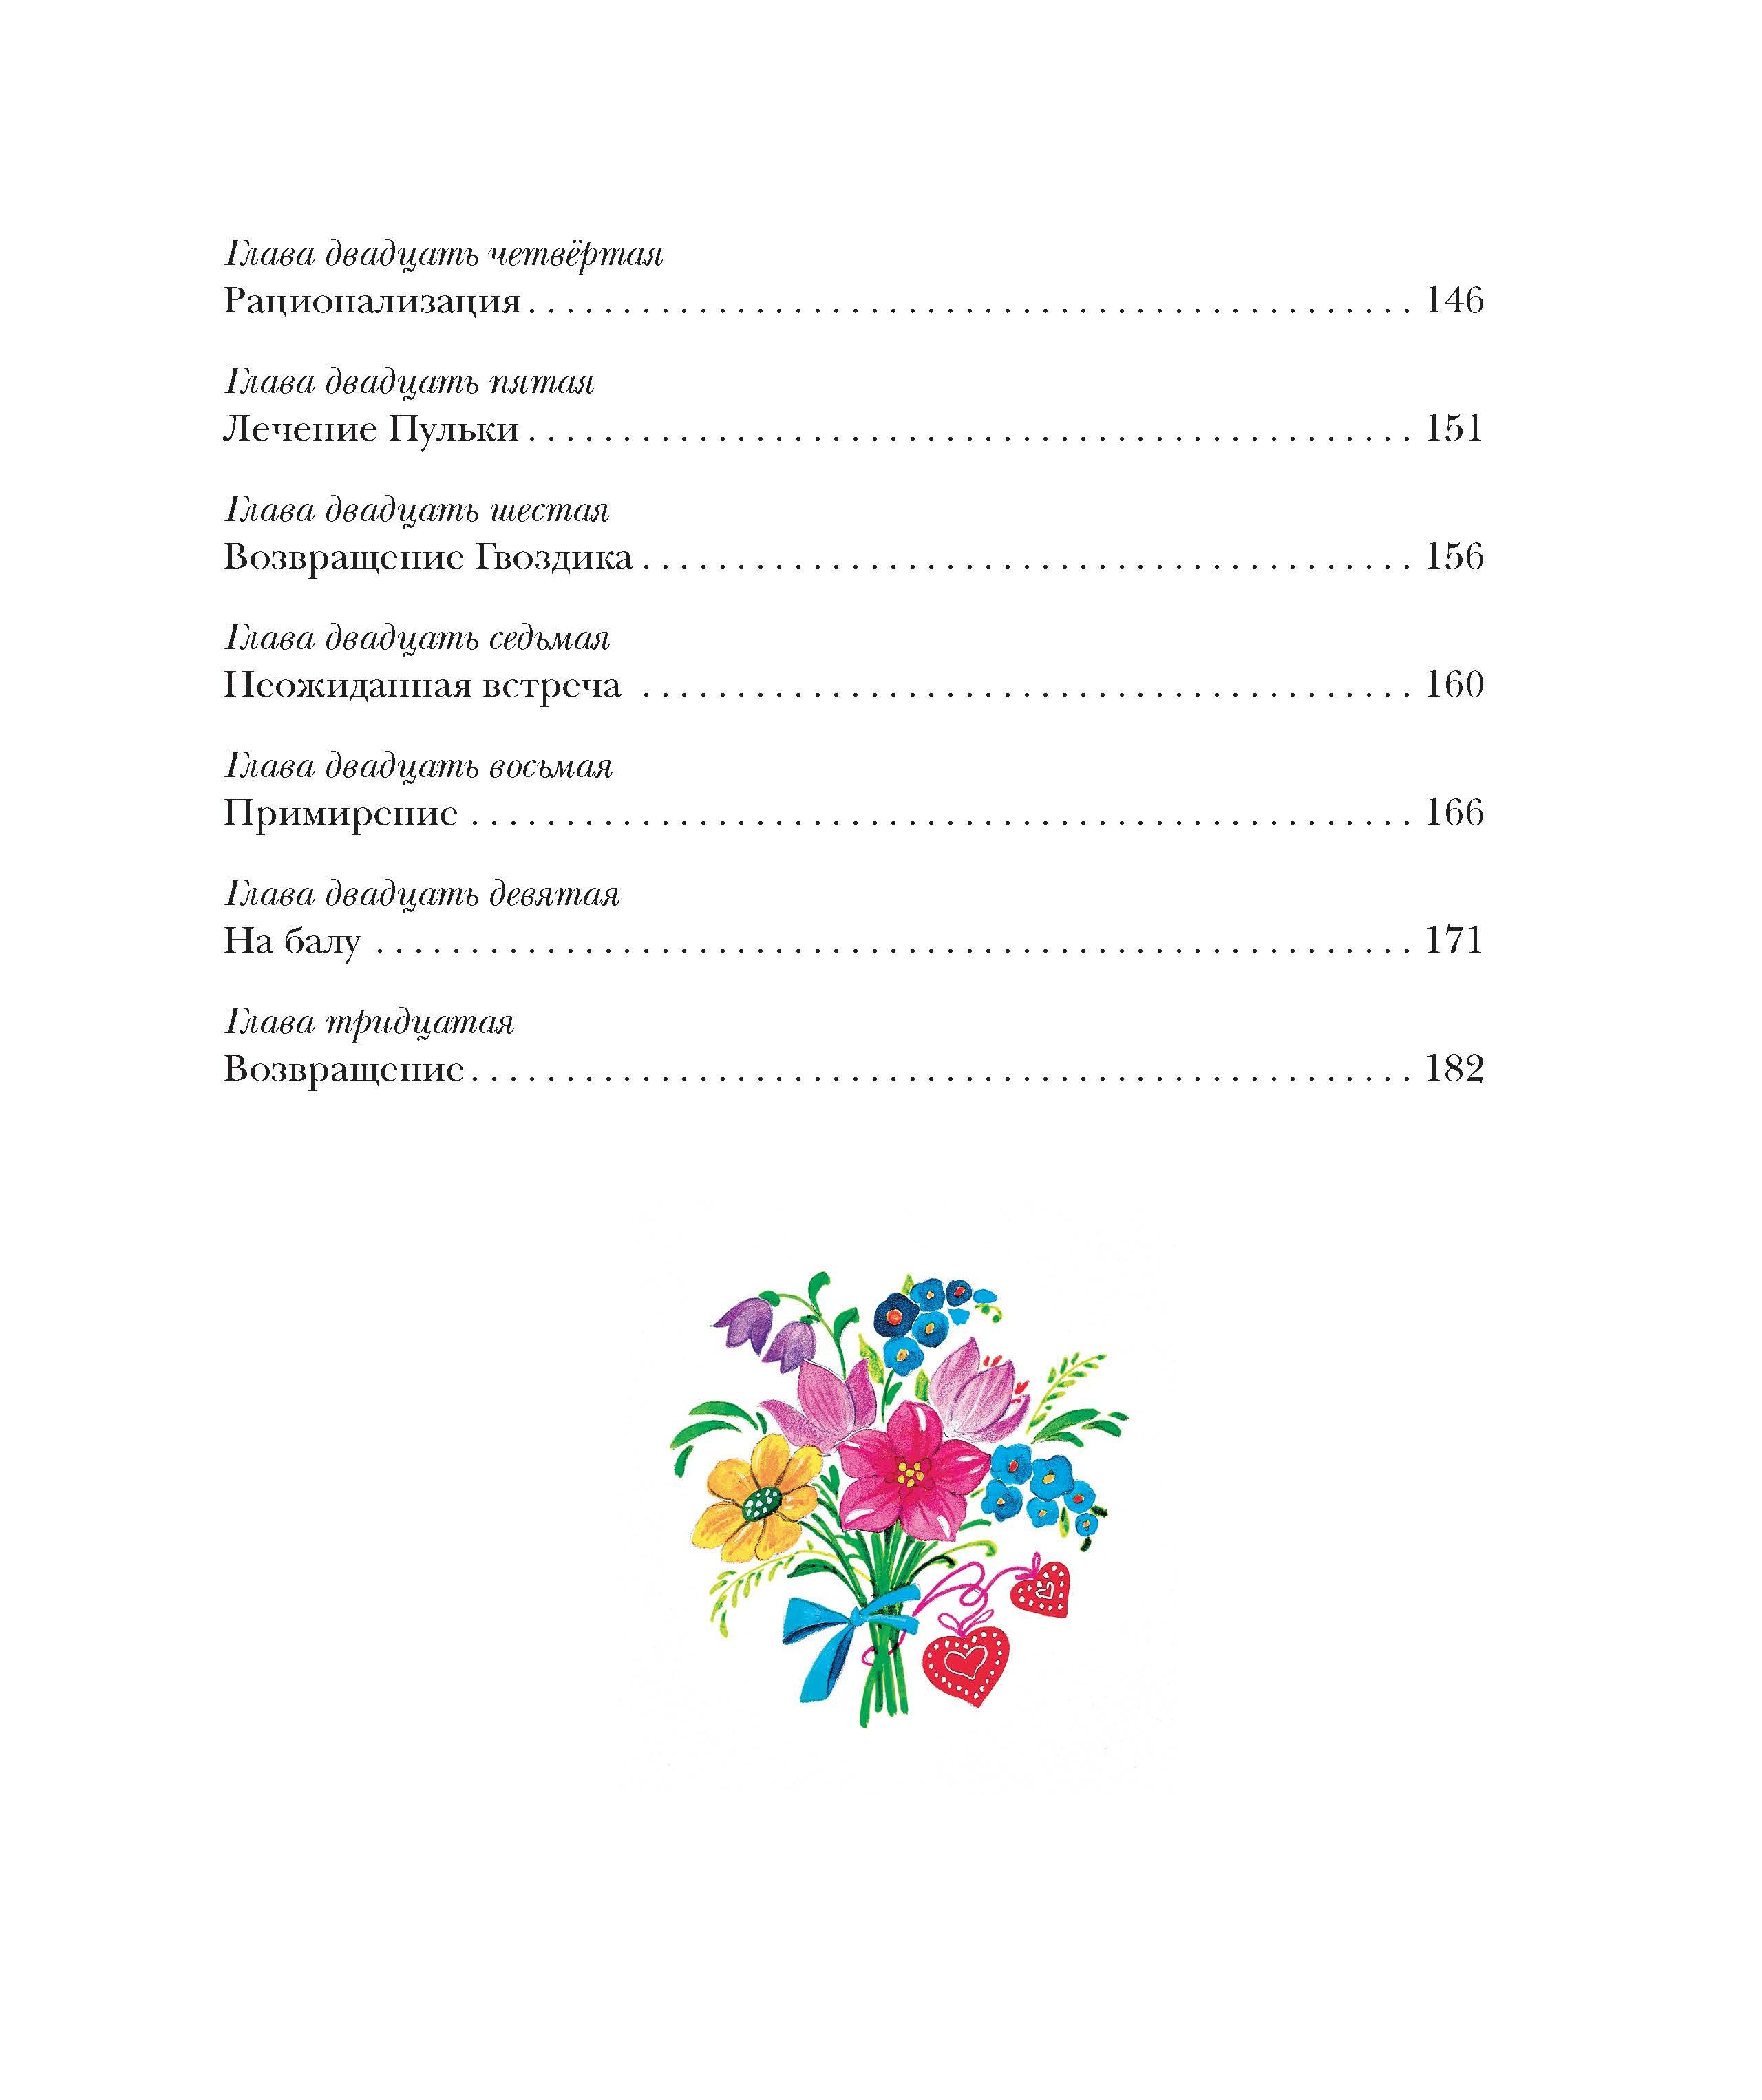 Глава двадцать четвёртая
Рационализация . . . . . . . . . . . . . . . . . . . . . . . . . . . . . . . . . . . . . . . . . . . . . . . 146
Глава двадцать пятая
Лечение Пульки . . . . . . . . . . . . . . . . . . . . . . . . . . . . . . . . . . . . . . . . . . . . . . . 151
Глава двадцать шестая
Возвращение Гвоздика . . . . . . . . . . . . . . . . . . . . . . . . . . . . . . . . . . . . . . . . . 156
Глава двадцать седьмая
Неожиданная встреча . . . . . . . . . . . . . . . . . . . . . . . . . . . . . . . . . . . . . . . . . 160
Глава двадцать восьмая
Примирение . . . . . . . . . . . . . . . . . . . . . . . . . . . . . . . . . . . . . . . . . . . . . . . . . . 166
Глава двадцать девятая
На балу . . . . . . . . . . . . . . . . . . . . . . . . . . . . . . . . . . . . . . . . . . . . . . . . . . . . . . . 171
Глава тридцатая
Возвращение . . . . . . . . . . . . . . . . . . . . . . . . . . . . . . . . . . . . . . . . . . . . . . . . . . 182